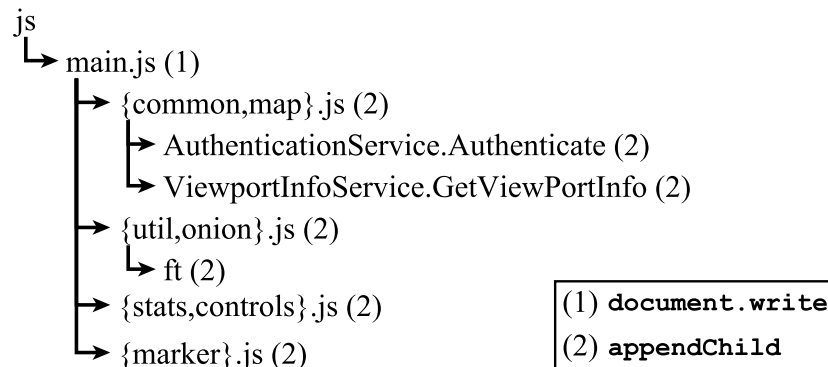 js
main.js (1)
{common,map}.js (2)
AuthenticationService.Authenticate (2)
ViewportInfoService.GetViewPortInfo (2)
{util,onion}.js (2)
ft (2)
{stats,controls}.js (2)
{marker}.js (2)
(1) document.write
(2) appendChild